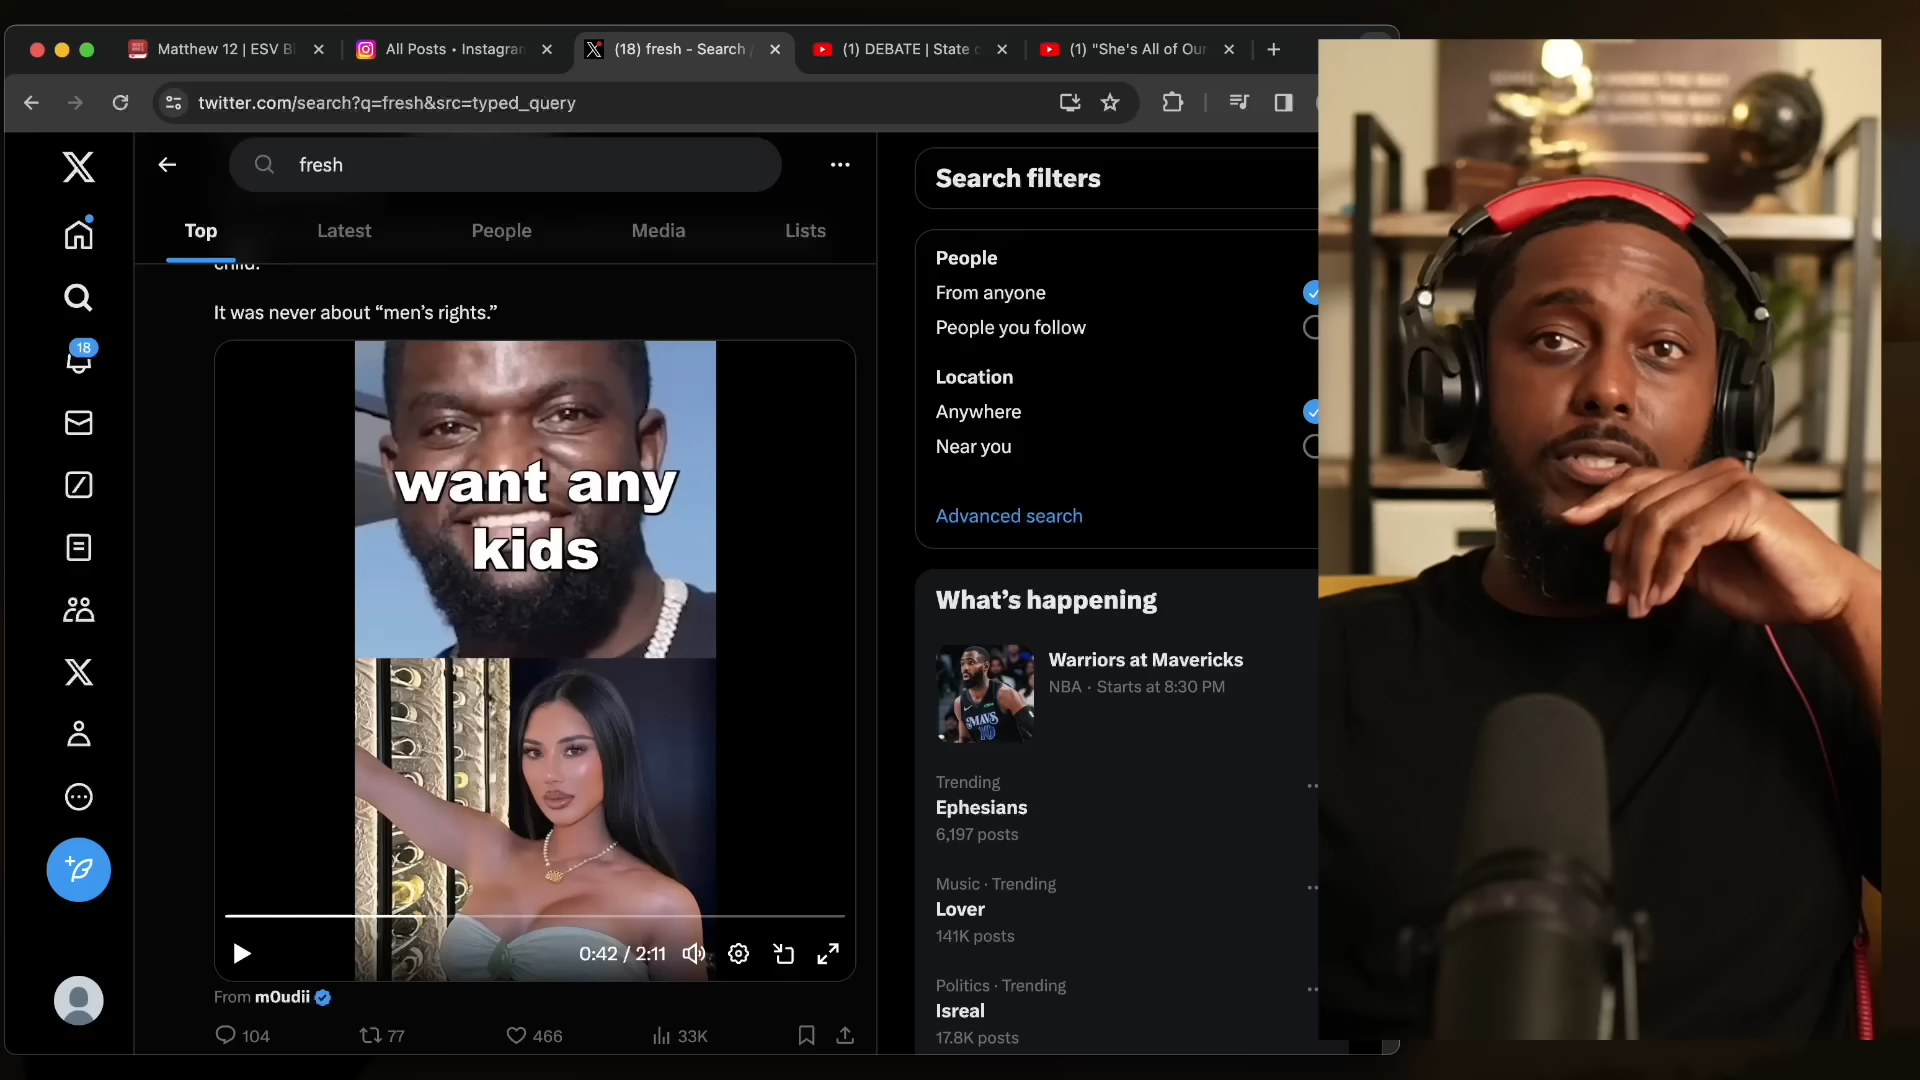 Matthew 12 | ESV B
All Posts • Instagram
(18) fresh - Search /
(1) DEBATE | State o
(1) "She's All of Our
twitter.com/search?q=fresh&src=typed_query
fresh
Top
Latest
People
Media
Lists
child.
It was never about “men’s rights.”
want any
kids
0:42 / 2:11
From m0udii
104
77
466
33K
18
Search filters
People
From anyone
People you follow
Location
Anywhere
Near you
Advanced search
What’s happening
Warriors at Mavericks
NBA · Starts at 8:30 PM
MAVS
10
Trending
Ephesians
6,197 posts
Music · Trending
Lover
141K posts
Politics · Trending
Isreal
17.8K posts